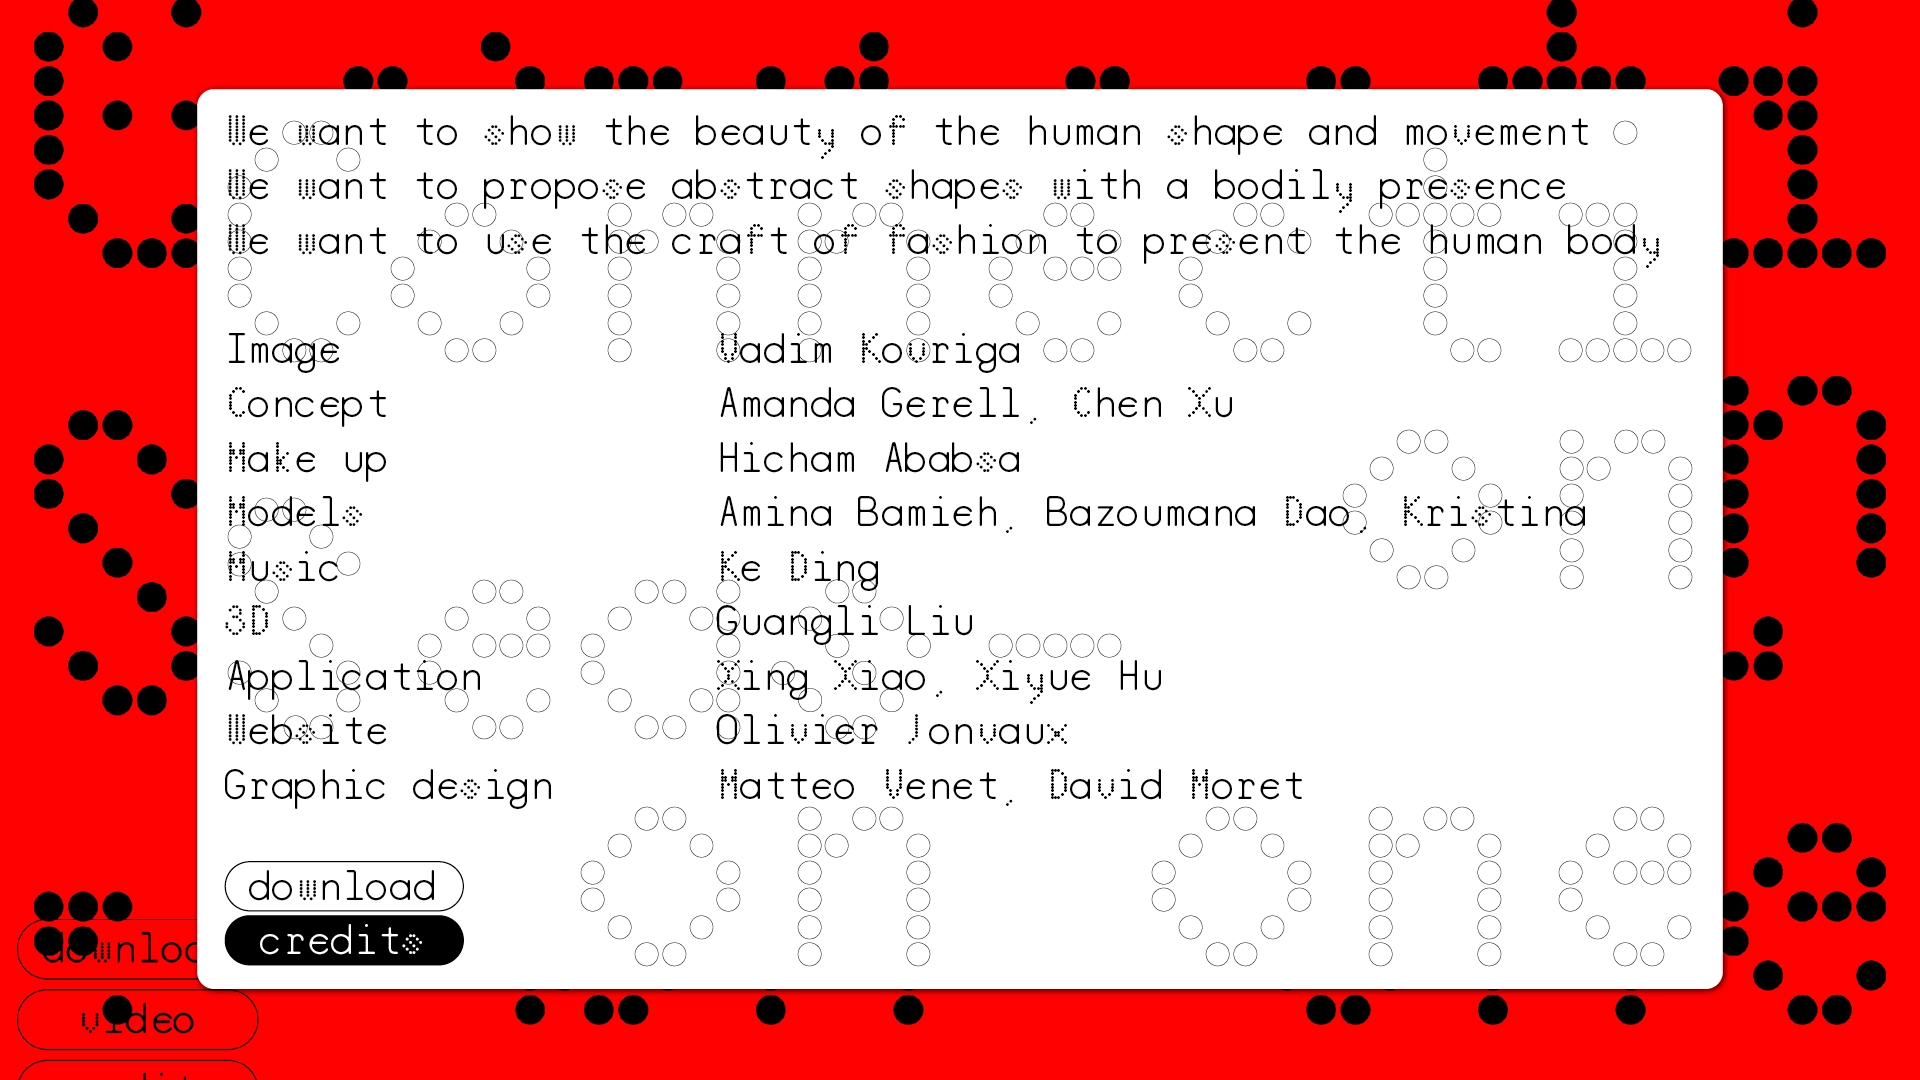 We want to show the beauty of the human shape and movement
We want to propose abstract shapes with a bodily presence
We want to use the craft of fashion to present the human body
Image Vadim Kovriga
Concept Amanda Gerell, Chen Xu
Make up Hicham Ababsa
Models Amina Bamieh, Bazoumana Dao, Kristina
Music Ke Ding
3D Guangli Liu
Application Xing Xiao, Xiyue Hu
Website Olivier Jonvaux
Graphic design Matteo Venet, David Moret
download
credits
video